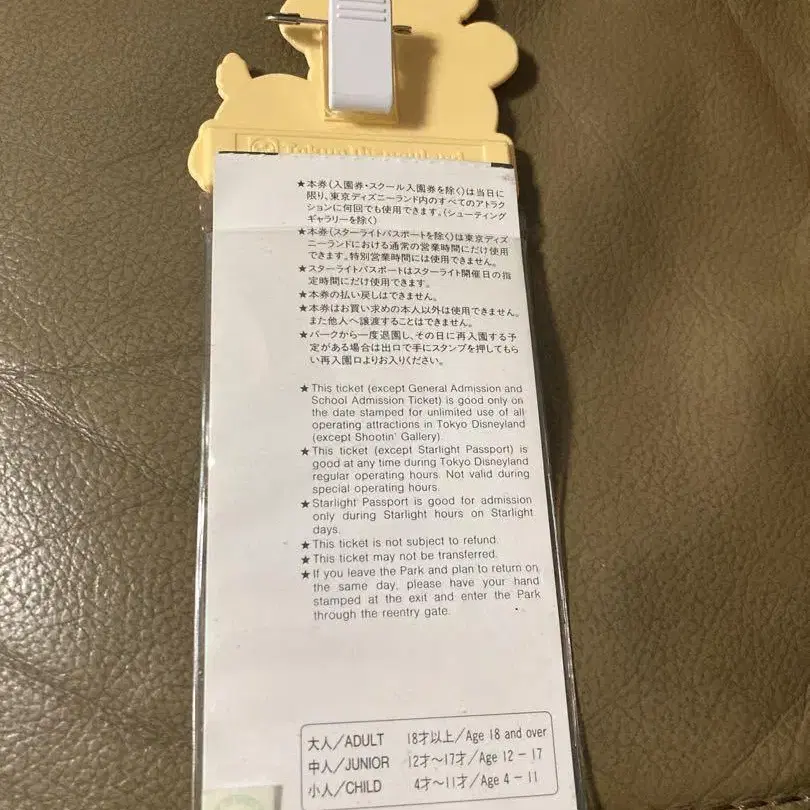 Tokyo Disneyland
★本券(入園券・スクール入園券を除く)は当日に
限り、東京ディズニーランド内のすべてのアトラク
ションに何回でも使用できます。(シューティング
ギャラリーを除く)
★本券(スターライトパスポートを除く)は東京ディズ
ニーランドにおける通常の営業時間にだけ使用
できます。特別営業時間には使用できません。
★スターライトパスポートはスターライト開催日の指
定時間にだけ使用できます。
★本券の払い戻しはできません。
★本券はお買い求めの本人以外は使用できません。
また他人へ譲渡することはできません。
★パークから一度退園し、その日に再入園する予
定がある場合は出口で手にスタンプを押してもら
い再入園口よりお入りください。
★This ticket (except General Admission and
School Admission Ticket) is good only on
the date stamped for unlimited use of all
operating attractions in Tokyo Disneyland
(except Shootin' Gallery).
★This ticket (except Starlight Passport) is
good at any time during Tokyo Disneyland
regular operating hours. Not valid during
special operating hours.
★Starlight Passport is good for admission
only during Starlight hours on Starlight
days.
★This ticket is not subject to refund.
★This ticket may not be transferred.
★If you leave the Park and plan to return on
the same day, please have your hand
stamped at the exit and enter the Park
through the reentry gate.
大人/ADULT 18才以上/Age 18 and over
中人/JUNIOR 12才~17才/Age 12 - 17
小人/CHILD 4才~11才/Age 4 - 11